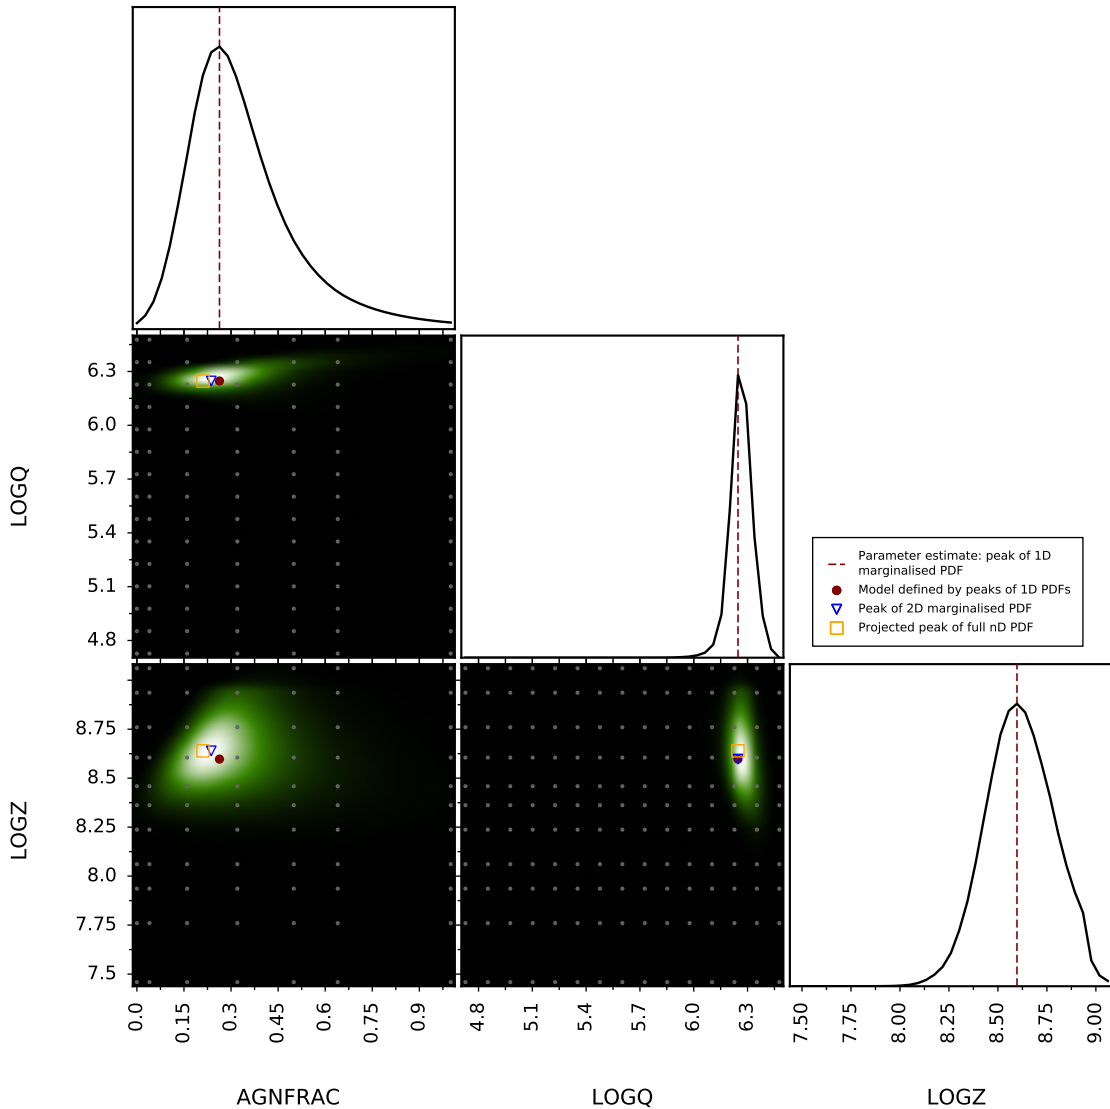 6.3
6.0
5.7
5.4
5.1
4.8
LOGQ
Parameter estimate: peak of 1D
marginalised PDF
Model defined by peaks of 1D PDFs
Peak of 2D marginalised PDF
Projected peak of full nD PDF
8.75
8.5
8.25
8.0
7.75
7.5
LOGZ
0.0 0.15 0.3 0.45 0.6 0.75 0.9
4.8 5.1 5.4 5.7 6.0 6.3
7.50 7.75 8.00 8.25 8.50 8.75 9.00
AGNFRAC LOGQ LOGZ